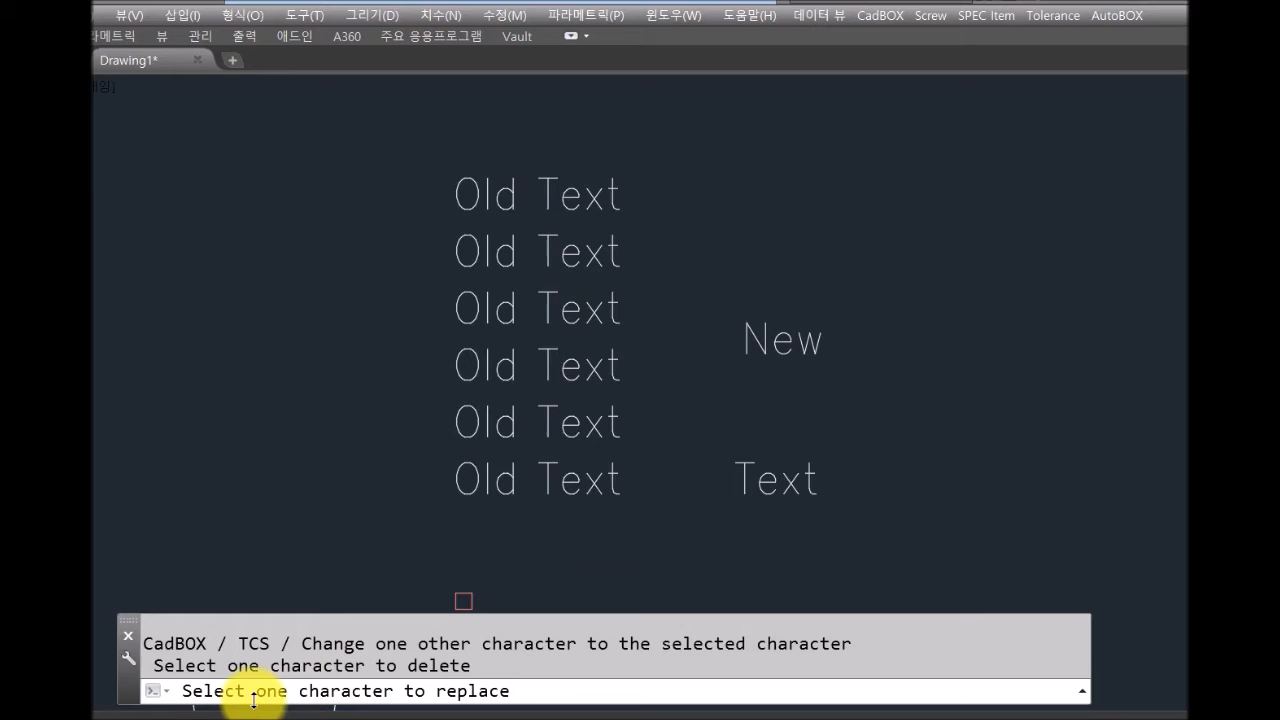 뷰(V) 삽입(I) 형식(O) 도구(T) 그리기(D) 치수(N) 수정(M) 파라메트릭(P) 윈도우(W) 도움말(H) 데이터 뷰 CadBOX Screw SPEC Item Tolerance AutoBOX
라메트릭 뷰 관리 출력 애드인 A360 주요 응용프로그램 Vault
Drawing1*
Old Text
Old Text
Old Text
New
Old Text
Old Text
Old Text Text
CadBOX / TCS / Change one other character to the selected character
Select one character to delete
Select one character to replace